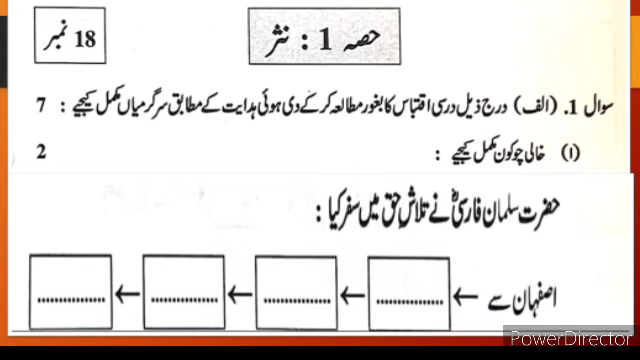 حصہ 1 : نثر
18 نمبر
سوال 1. (الف) درج ذیل درسی اقتباس کا بغور مطالعہ کرکے دی ہوئی ہدایت کے مطابق سرگرمیاں مکمل کیجیے : 7
(۱) خالی چوکون مکمل کیجیے : 2
حضرت سلمان فارسیؓ نے تلاشِ حق میں سفر کیا :
اصفہان سے ← ................ ← ................ ← ................ ← ................
PowerDirector